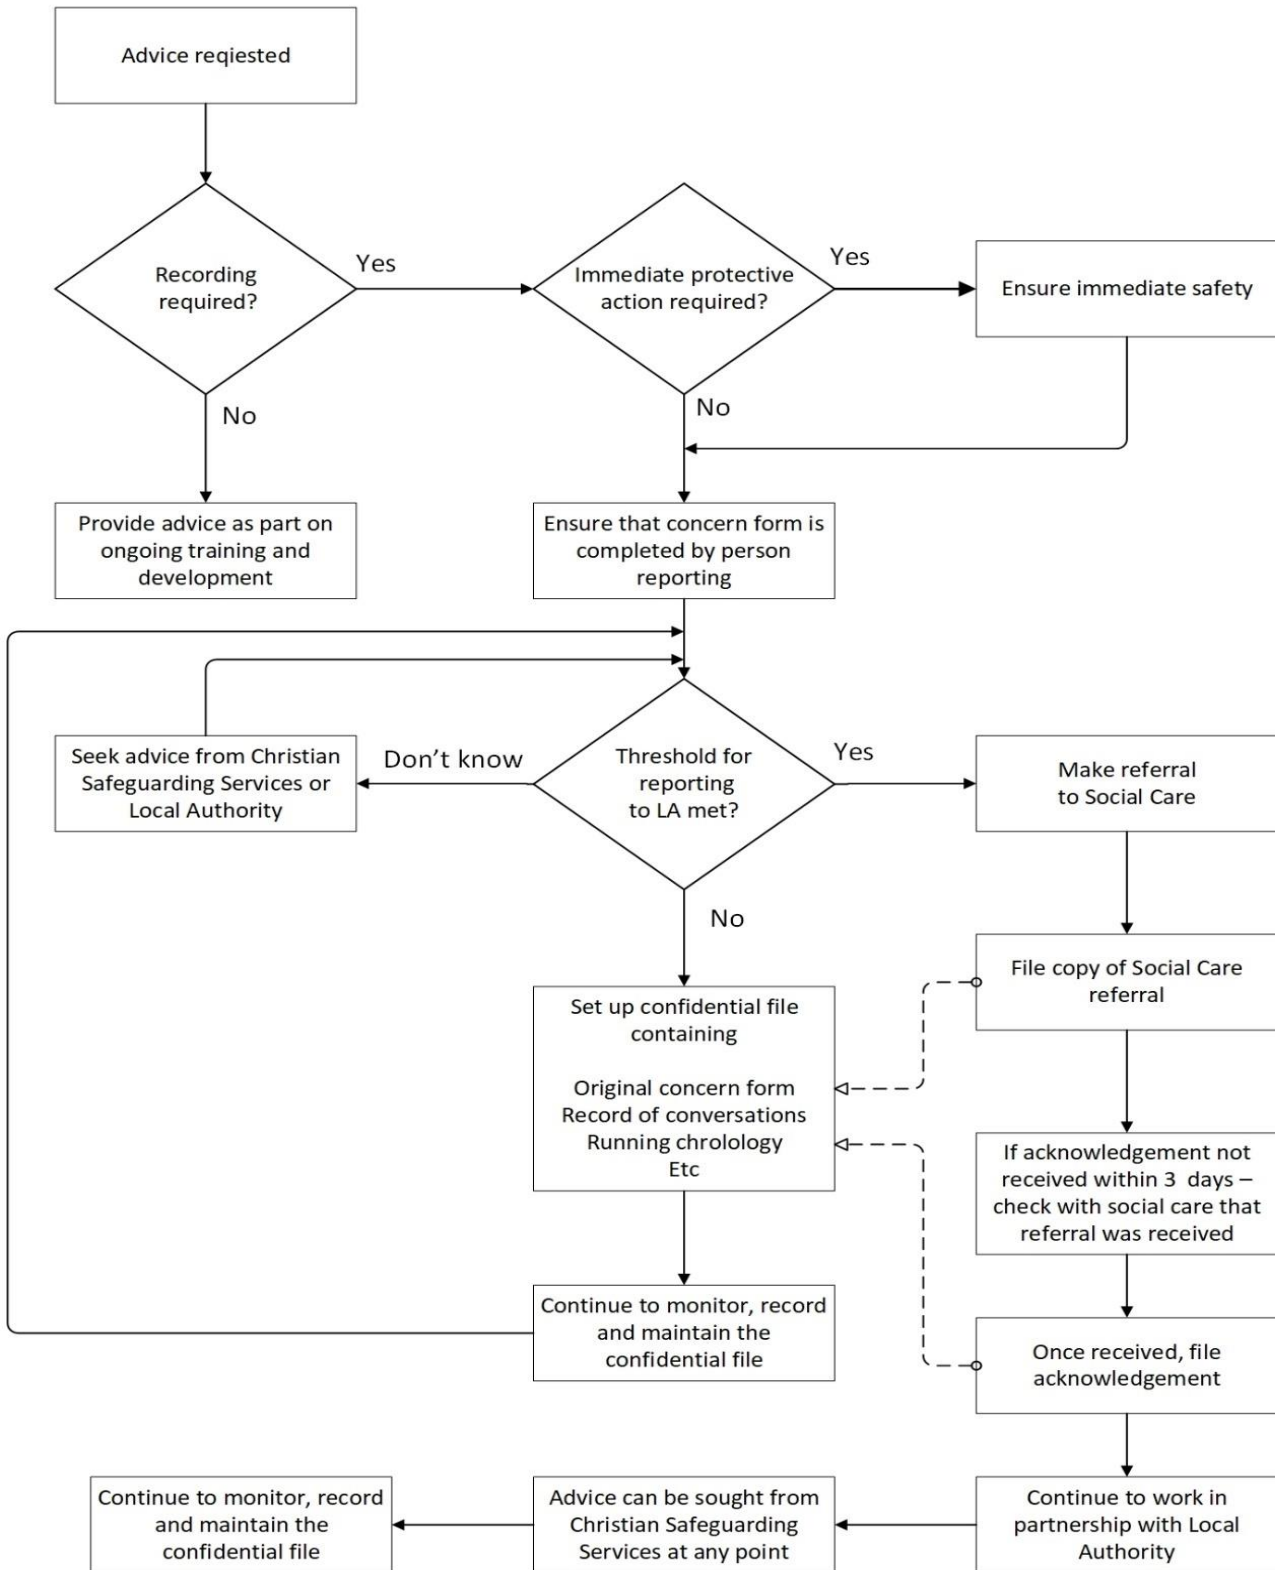 Advice reqiested
Recording
required?
Yes
Immediate protective
action required?
Yes
Ensure immediate safety
No
No
Provide advice as part on
ongoing training and
development
Ensure that concern form is
completed by person
reporting
Seek advice from Christian
Safeguarding Services or
Local Authority
Don’t know
Threshold for
reporting
to LA met?
Yes
Make referral
to Social Care
No
File copy of Social Care
referral
Set up confidential file
containing
Original concern form
Record of conversations
Running chrolology
Etc
If acknowledgement not
received within 3 days –
check with social care that
referral was received
Continue to monitor, record
and maintain the
confidential file
Once received, file
acknowledgement
Continue to monitor, record
and maintain the
confidential file
Advice can be sought from
Christian Safeguarding
Services at any point
Continue to work in
partnership with Local
Authority